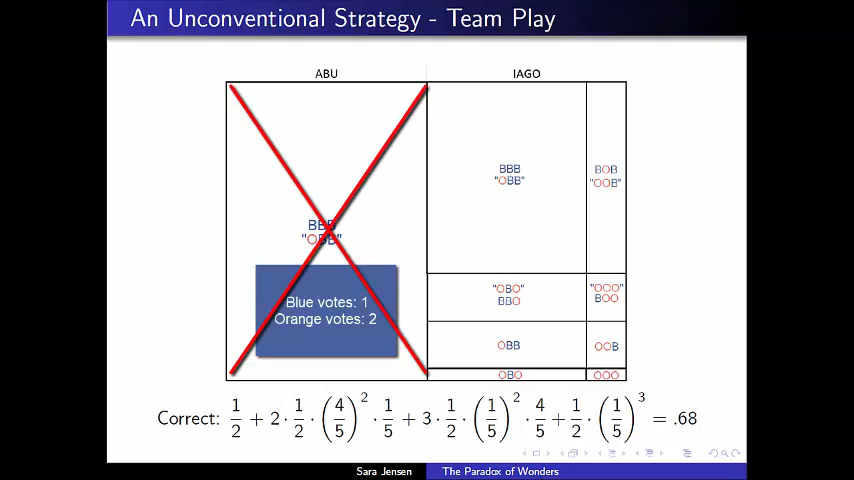 An Unconventional Strategy - Team Play
ABU
IAGO
BBB
"OBB"
Blue votes: 1
Orange votes: 2
BBB
"OBB"
BOB
"OOB"
"OBO"
BBO
"OOO"
BOO
OBB
OOB
OBO
OOO
Correct: 1/2 + 2 · 1/2 · (4/5)^2 · 1/5 + 3 · 1/2 · (1/5)^2 · 4/5 + 1/2 · (1/5)^3 = .68
Sara Jensen
The Paradox of Wonders